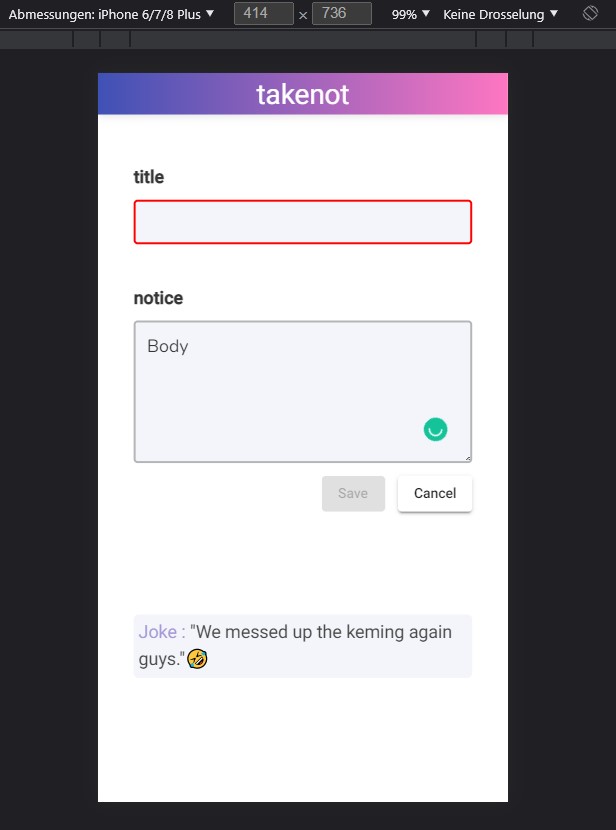 Abmessungen: iPhone 6/7/8 Plus ▼ 414 × 736 99% ▼ Keine Drosselung ▼
takenot
title
notice
Body
Save Cancel
Joke : "We messed up the keming again
guys."🤣